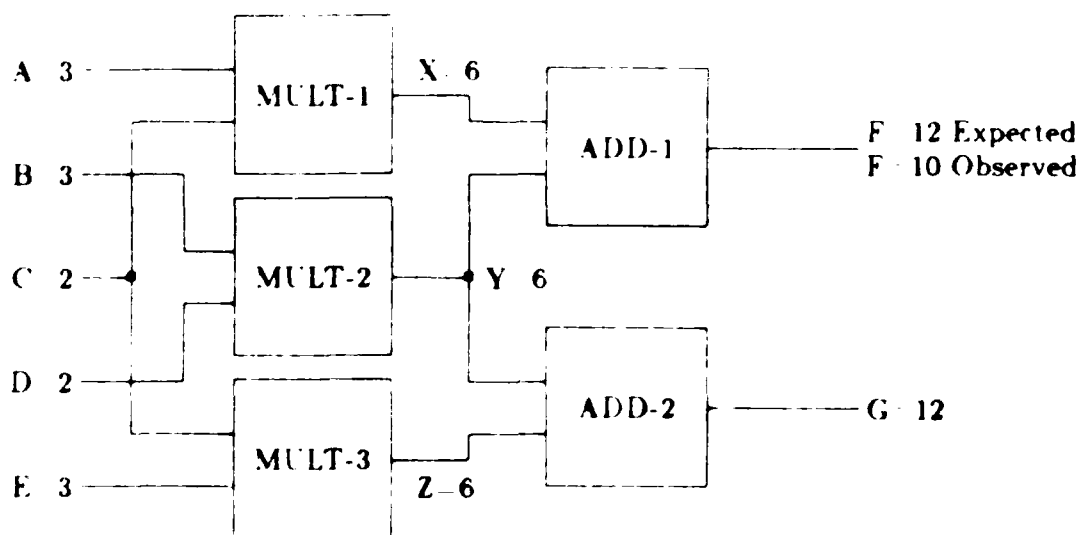 A 3
X 6
MULT-1
ADD-1
F 12 Expected
F 10 Observed
B 3
C 2
MULT-2
Y 6
D 2
ADD-2
G 12
MULT-3
E 3
Z-6